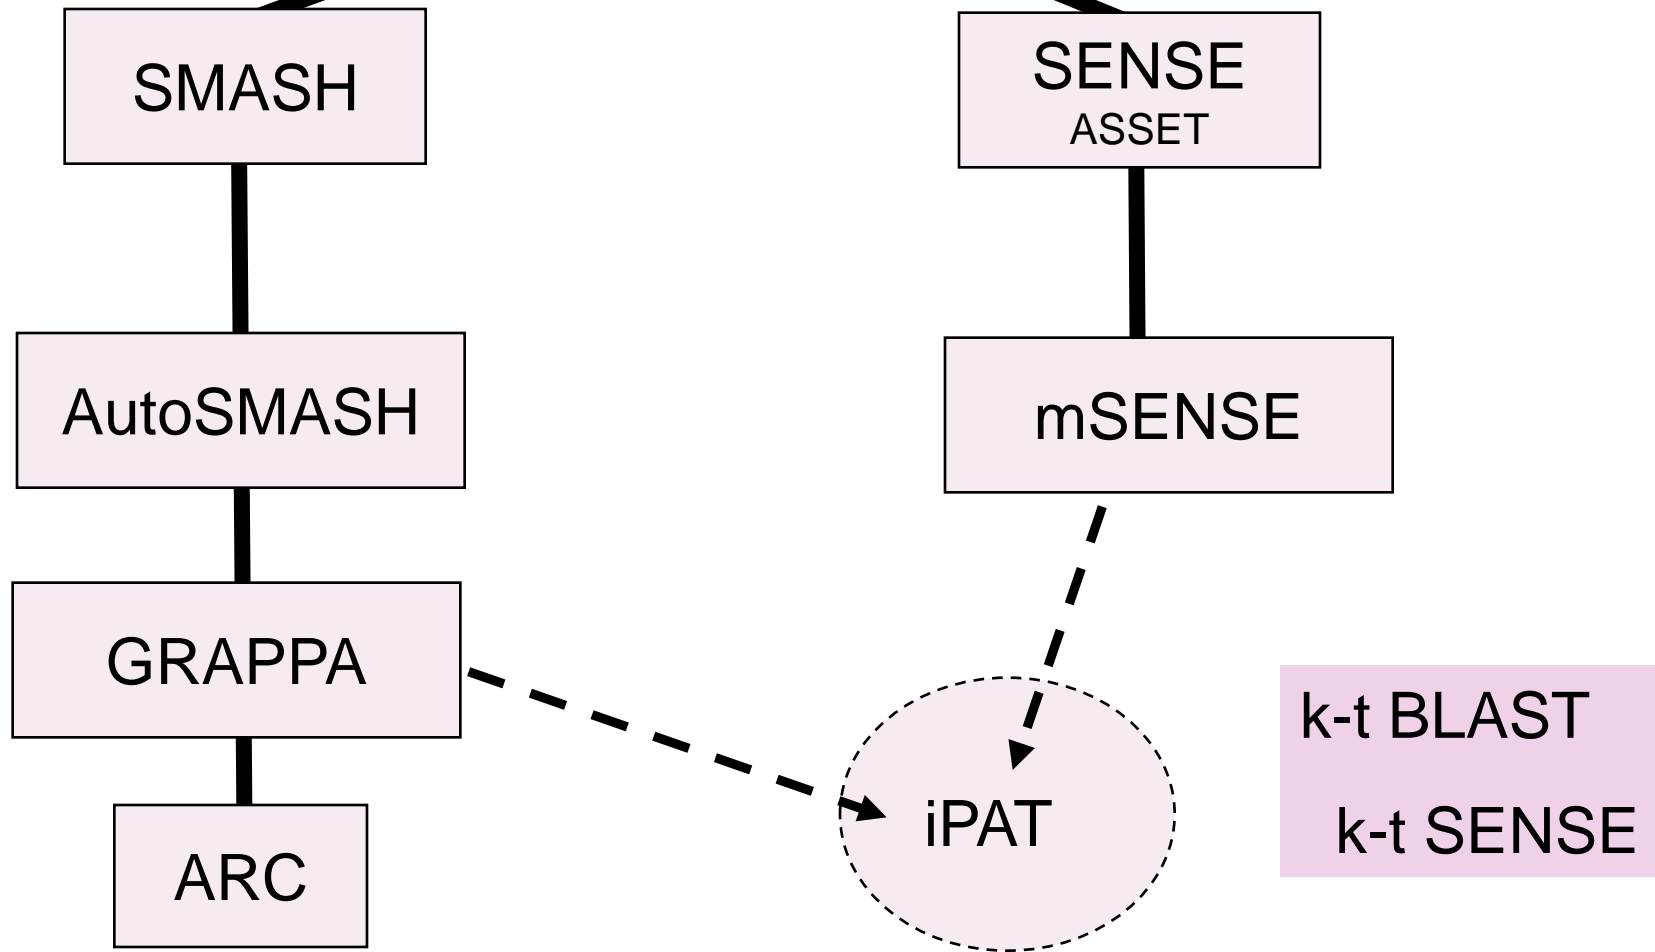 SMASH
SENSE
ASSET
AutoSMASH
mSENSE
GRAPPA
iPAT
ARC
k-t BLAST
k-t SENSE